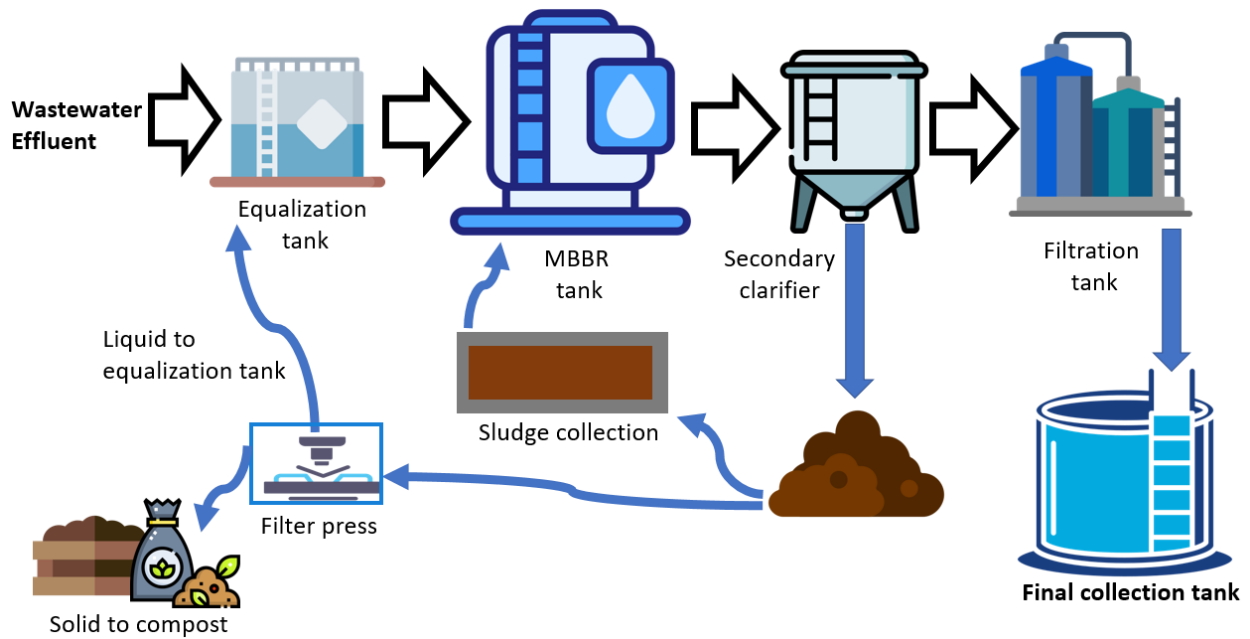 Wastewater
Effluent
Equalization
tank
MBBR
tank
Secondary
clarifier
Filtration
tank
Liquid to
equalization tank
Sludge collection
Filter press
Final collection tank
Solid to compost